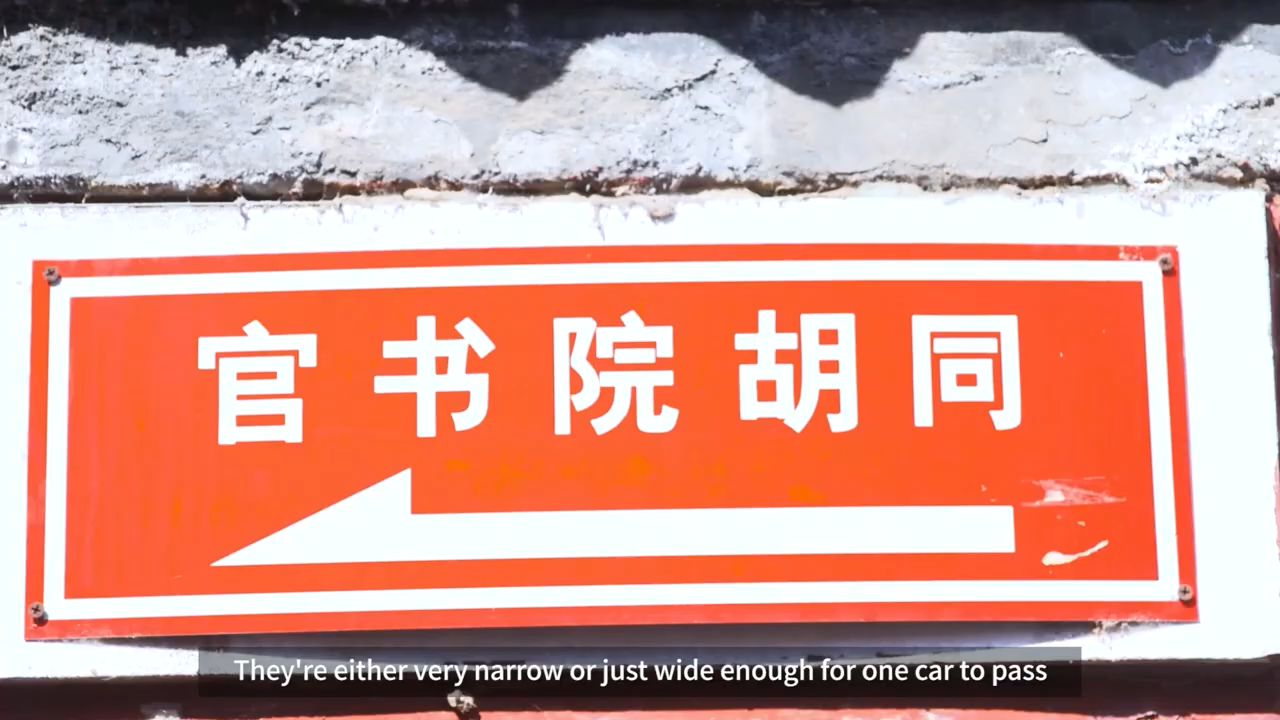 官书院胡同
They're either very narrow or just wide enough for one car to pass